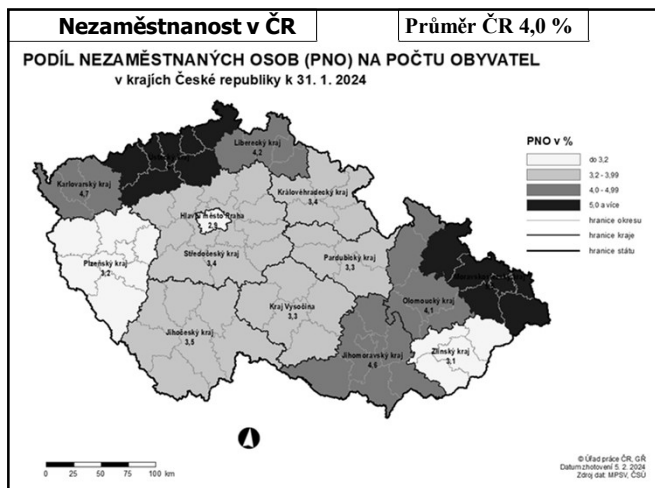 Nezaměstnanost v ČR
Průměr ČR 4,0 %
PODÍL NEZAMĚSTNANÝCH OSOB (PNO) NA POČTU OBYVATEL
v krajích České republiky k 31. 1. 2024
PNO v %
do 3,2
3,2 - 3,99
4,0 - 4,99
5,0 a více
hranice okresu
hranice kraje
hranice státu
Liberecký kraj
4,2
Karlovarský kraj
4,7
Královéhradecký kraj
3,4
Hlavní město Praha
Středočeský kraj
3,4
Plzeňský kraj
3,2
Pardubický kraj
3,3
Kraj Vysočina
3,3
Jihočeský kraj
3,5
Olomoucký kraj
4,1
Jihomoravský kraj
4,6
Zlínský kraj
3,1
0 25 50 75 100 km
© Úřad práce ČR, GŘ
Datum zhotovení 5. 2. 2024
Zdroj dat: MPSV, ČSÚ